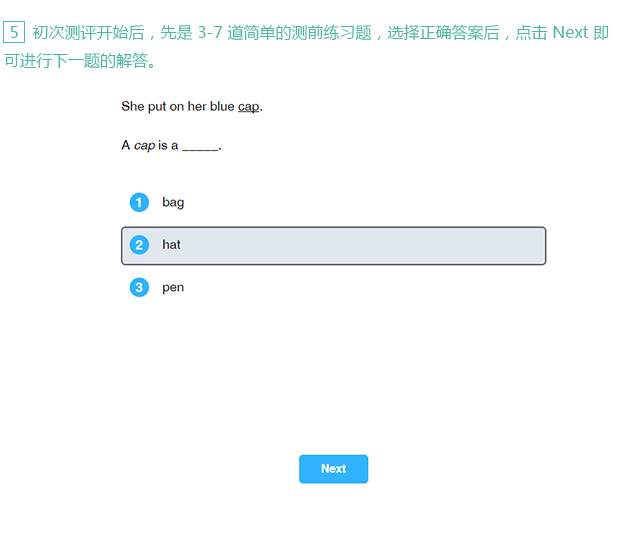 5 初次测评开始后，先是 3-7 道简单的测前练习题，选择正确答案后，点击 Next 即
可进行下一题的解答。
She put on her blue cap.
A cap is a _____.
1 bag
2 hat
3 pen
Next